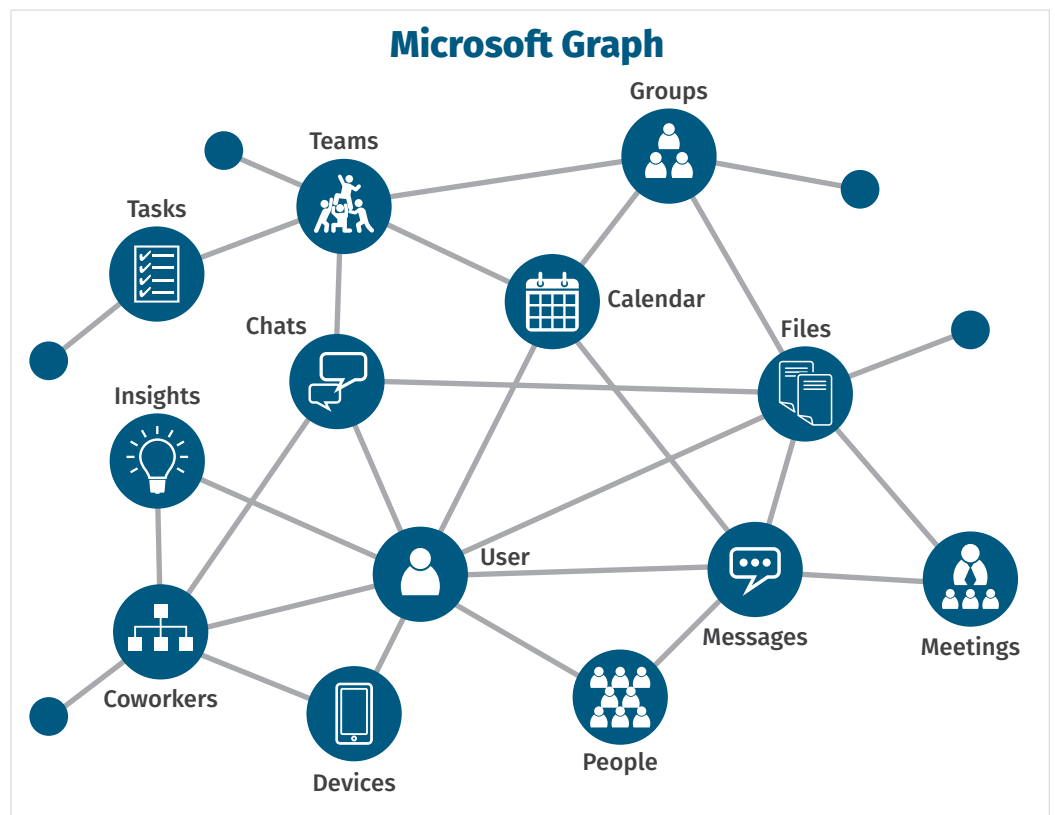 Microsoft Graph
Groups
Teams
Tasks
Calendar
Chats
Files
Insights
User
Messages
Meetings
Coworkers
People
Devices